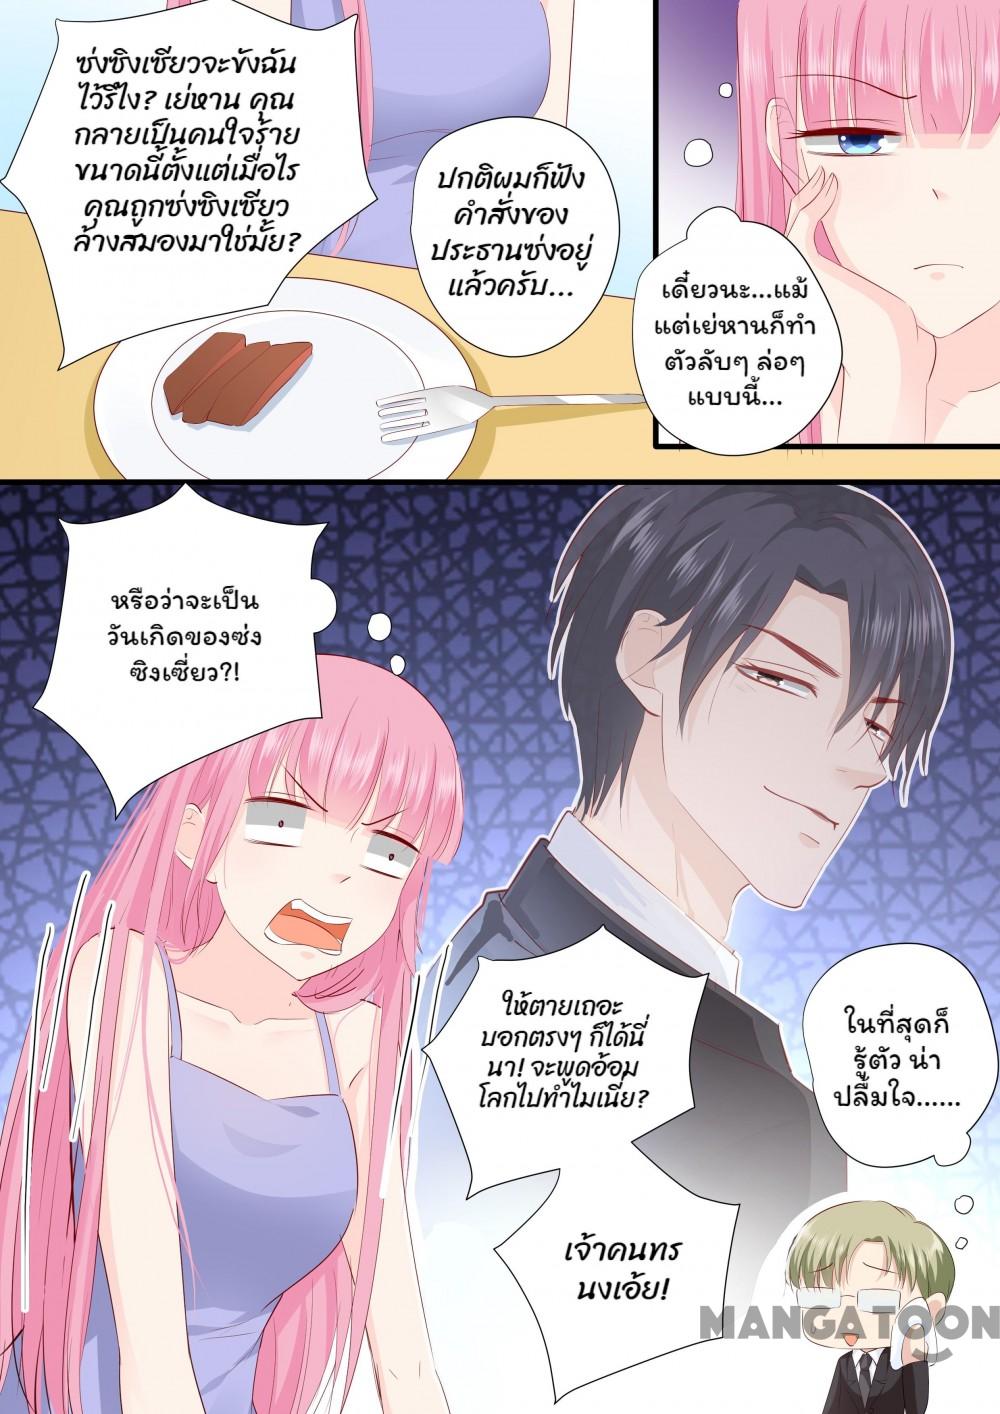 ซ่งซิงเซียวจะขังฉัน
ไว้รึไง? เย่หาน คุณ
กลายเป็นคนใจร้าย
ขนาดนี้ตั้งแต่เมื่อไร
คุณถูกซ่งซิงเซียว
ล้างสมองมาใช่มั้ย?
ปกติผมก็ฟัง
คำสั่งของ
ประธานซ่งอยู่
แล้วครับ...
เดี๋ยวนะ...แม้
แต่เย่หานก็ทำ
ตัวลับๆ ล่อๆ
แบบนี้...
หรือว่าจะเป็น
วันเกิดของซ่ง
ซิงเซี่ยว?!
ให้ตายเถอะ
บอกตรงๆ ก็ได้นี่
นา! จะพูดอ้อม
โลกไปทำไมเนี่ย?
ในที่สุดก็
รู้ตัว น่า
ปลื้มใจ......
เจ้าคนทร
นงเอ้ย!
MANGATOON